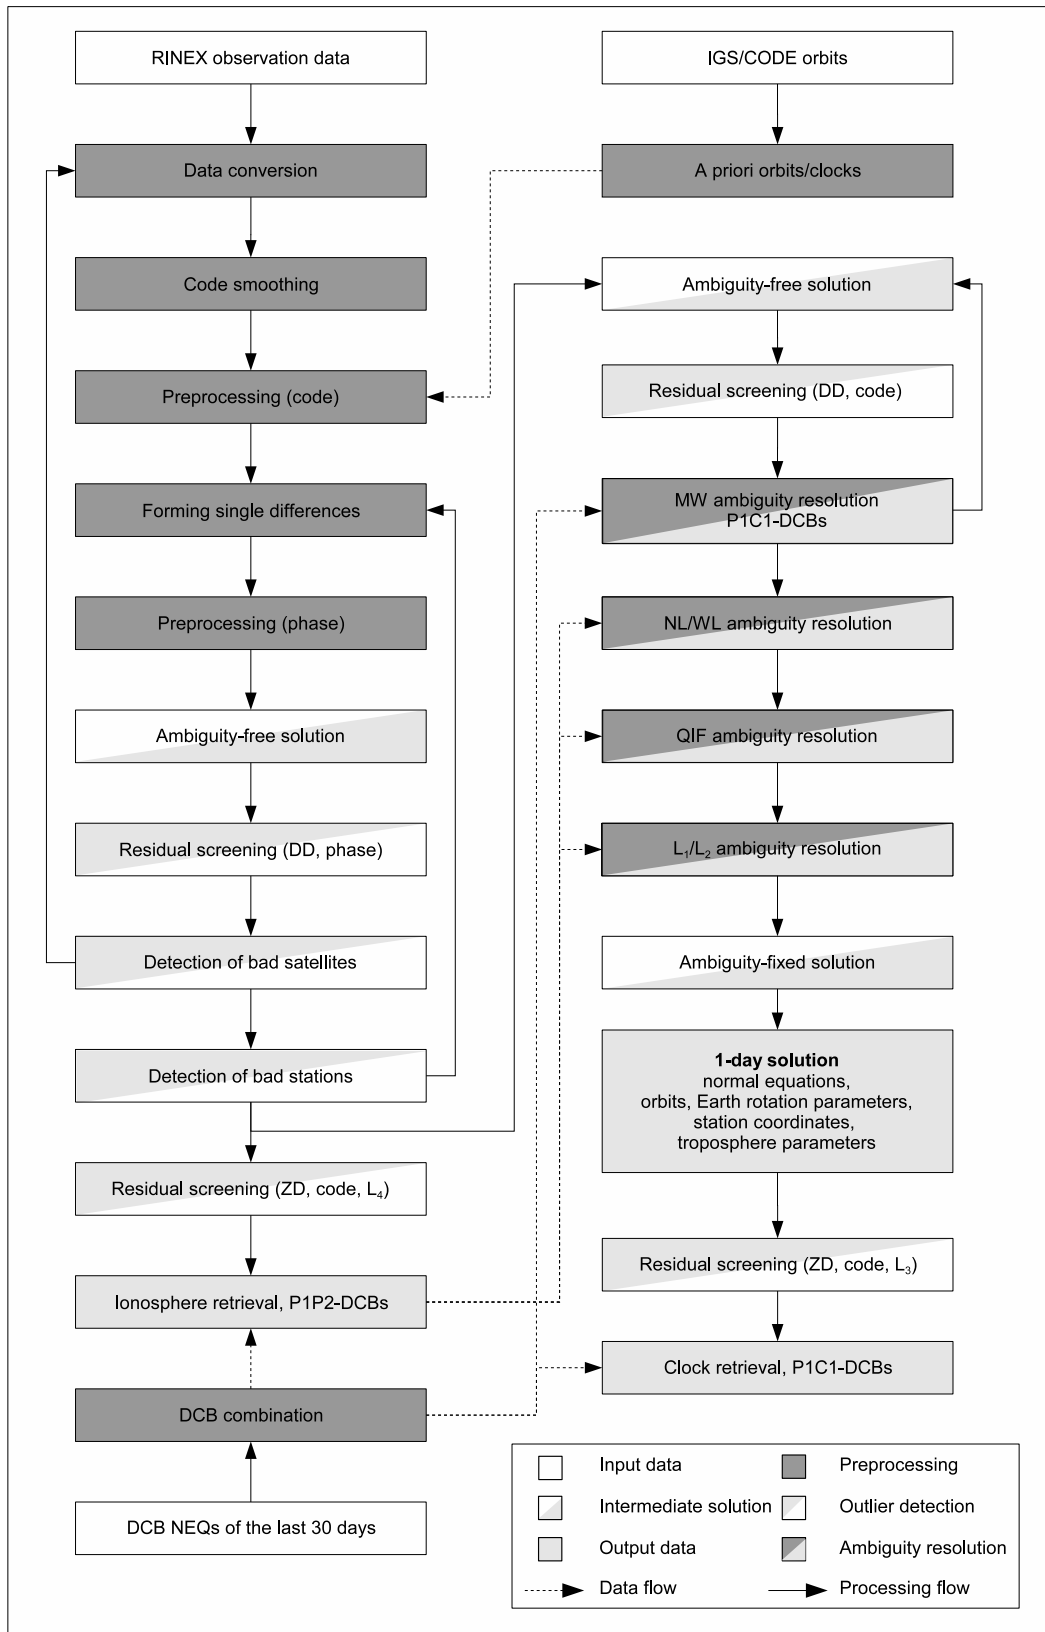 RINEX observation data
Data conversion
Code smoothing
Preprocessing (code)
Forming single differences
Preprocessing (phase)
Ambiguity-free solution
Residual screening (DD, phase)
Detection of bad satellites
Detection of bad stations
Residual screening (ZD, code, L₄)
Ionosphere retrieval, P1P2-DCBs
DCB combination
DCB NEQs of the last 30 days
IGS/CODE orbits
A priori orbits/clocks
Ambiguity-free solution
Residual screening (DD, code)
MW ambiguity resolution
P1C1-DCBs
NL/WL ambiguity resolution
QIF ambiguity resolution
L₁/L₂ ambiguity resolution
Ambiguity-fixed solution
1-day solution
normal equations,
orbits, Earth rotation parameters,
station coordinates,
troposphere parameters
Residual screening (ZD, code, L₃)
Clock retrieval, P1C1-DCBs
Input data
Preprocessing
Intermediate solution
Outlier detection
Output data
Ambiguity resolution
Data flow
Processing flow